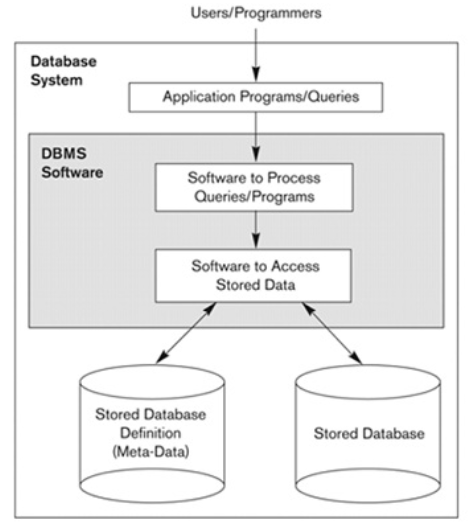 Users/Programmers
Database
System
Application Programs/Queries
DBMS
Software
Software to Process
Queries/Programs
Software to Access
Stored Data
Stored Database
Definition
(Meta-Data)
Stored Database